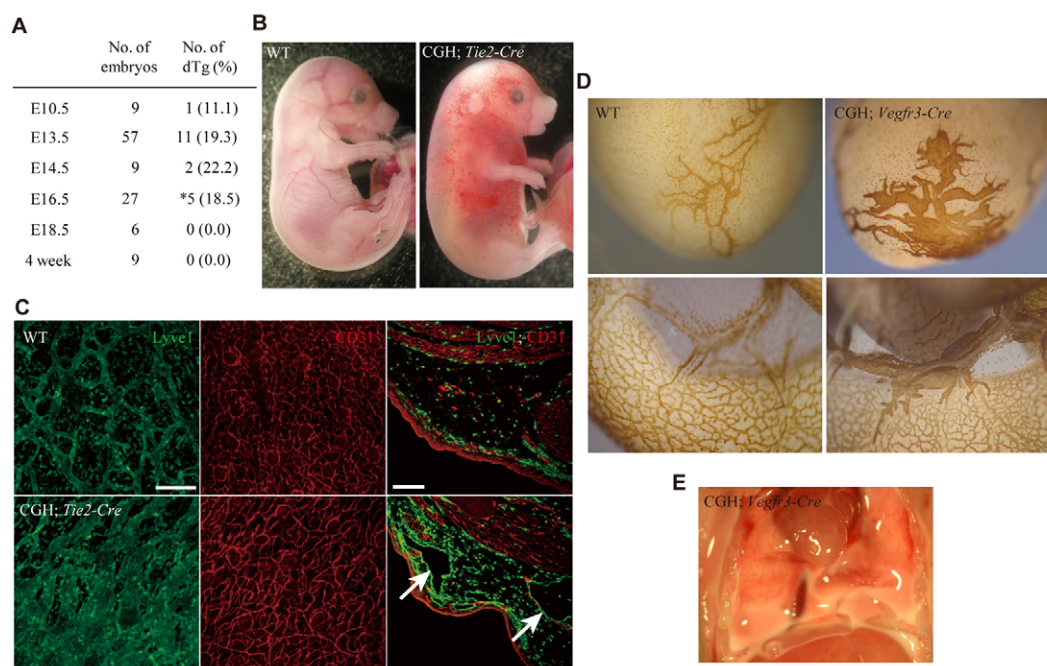 A
No. of embryos
No. of dTg (%)
E10.5 9 1 (11.1)
E13.5 57 11 (19.3)
E14.5 9 2 (22.2)
E16.5 27 *5 (18.5)
E18.5 6 0 (0.0)
4 week 9 0 (0.0)
B
WT
CGH; Tie2-Cre
C
WT
Lyve1
CD31
Lyve1; CD31
CGH; Tie2-Cre
D
WT
CGH; Vegfr3-Cre
E
CGH; Vegfr3-Cre